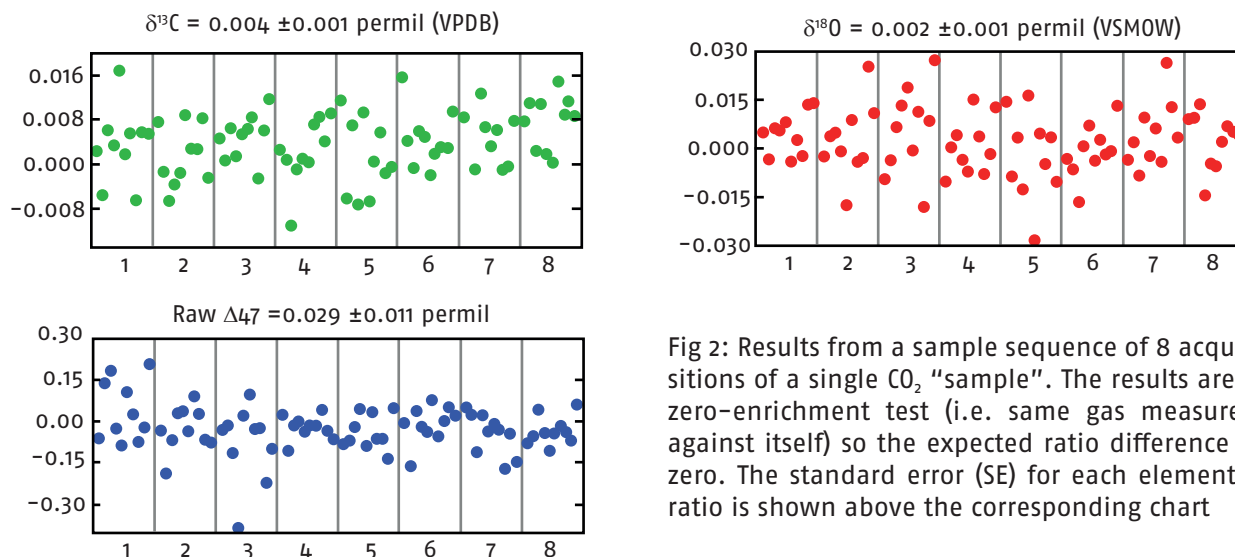 δ¹³C = 0.004 ±0.001 permil (VPDB)
0.016
0.008
0.000
−0.008
1 2 3 4 5 6 7 8
δ¹⁸O = 0.002 ±0.001 permil (VSMOW)
0.030
0.015
0.000
−0.015
−0.030
1 2 3 4 5 6 7 8
Raw Δ47 =0.029 ±0.011 permil
0.30
0.15
0.00
−0.15
−0.30
1 2 3 4 5 6 7 8
Fig 2: Results from a sample sequence of 8 acqu
sitions of a single CO₂ “sample”. The results are
zero-enrichment test (i.e. same gas measure
against itself) so the expected ratio difference
zero. The standard error (SE) for each element
ratio is shown above the corresponding chart